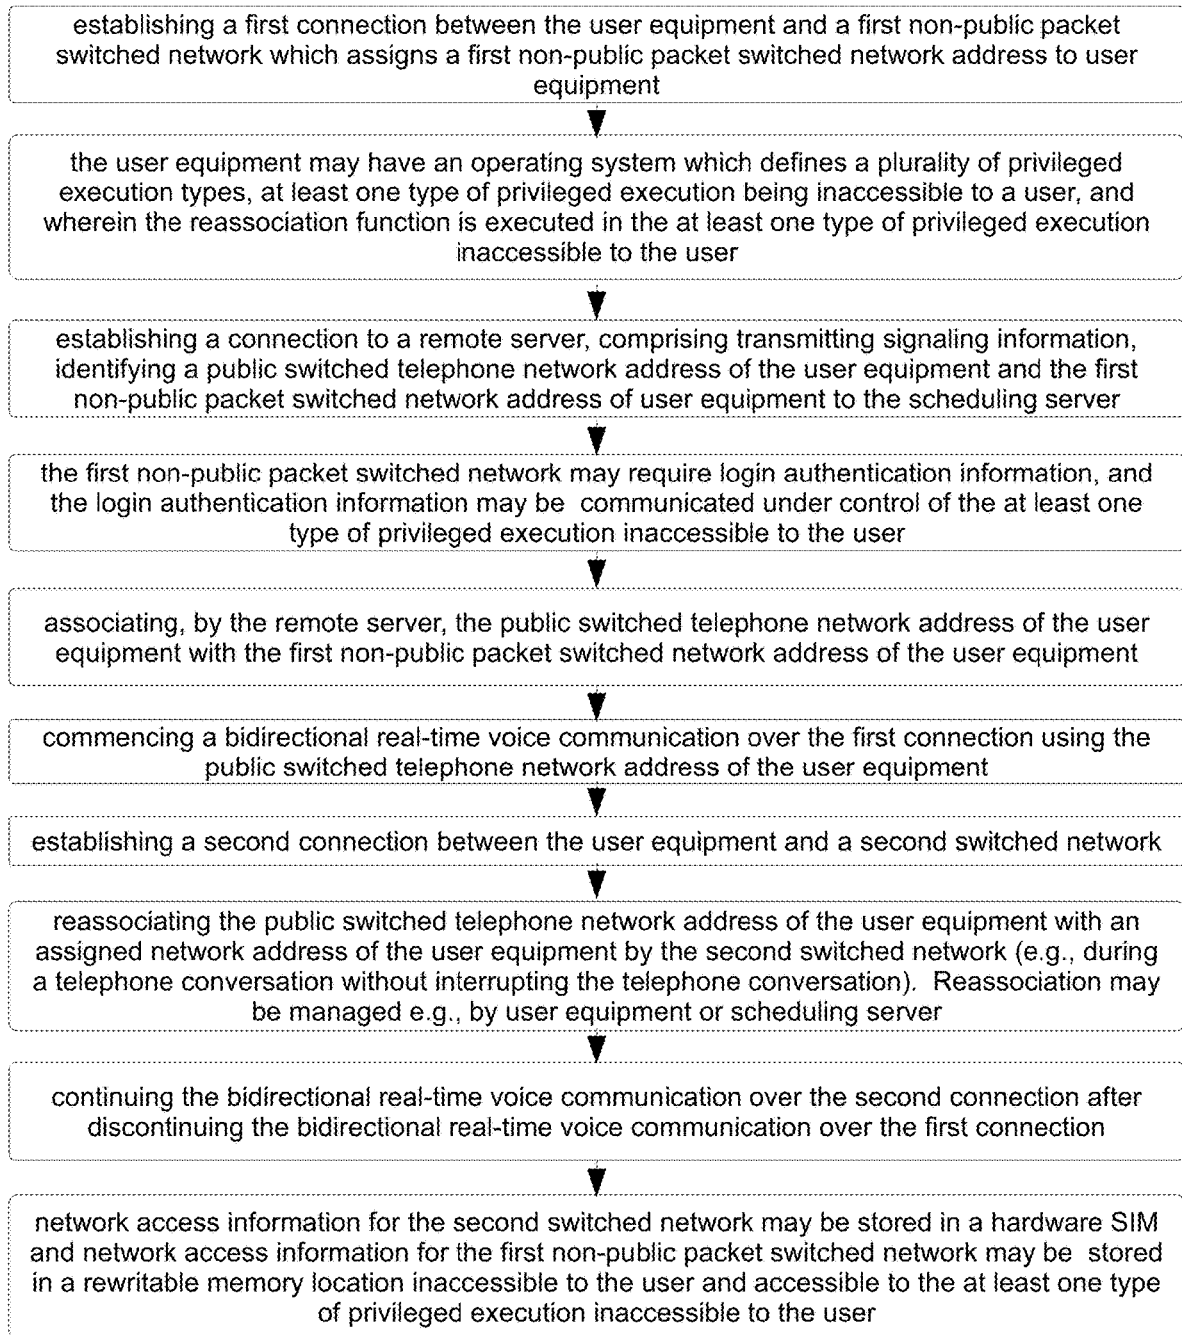 establishing a first connection between the user equipment and a first non-public packet
switched network which assigns a first non-public packet switched network address to user
equipment
the user equipment may have an operating system which defines a plurality of privileged
execution types, at least one type of privileged execution being inaccessible to a user, and
wherein the reassociation function is executed in the at least one type of privileged execution
inaccessible to the user
establishing a connection to a remote server, comprising transmitting signaling information,
identifying a public switched telephone network address of the user equipment and the first
non-public packet switched network address of user equipment to the scheduling server
the first non-public packet switched network may require login authentication information, and
the login authentication information may be communicated under control of the at least one
type of privileged execution inaccessible to the user
associating, by the remote server, the public switched telephone network address of the user
equipment with the first non-public packet switched network address of the user equipment
commencing a bidirectional real-time voice communication over the first connection using the
public switched telephone network address of the user equipment
establishing a second connection between the user equipment and a second switched network
reassociating the public switched telephone network address of the user equipment with an
assigned network address of the user equipment by the second switched network (e.g., during
a telephone conversation without interrupting the telephone conversation). Reassociation may
be managed e.g., by user equipment or scheduling server
continuing the bidirectional real-time voice communication over the second connection after
discontinuing the bidirectional real-time voice communication over the first connection
network access information for the second switched network may be stored in a hardware SIM
and network access information for the first non-public packet switched network may be stored
in a rewritable memory location inaccessible to the user and accessible to the at least one type
of privileged execution inaccessible to the user